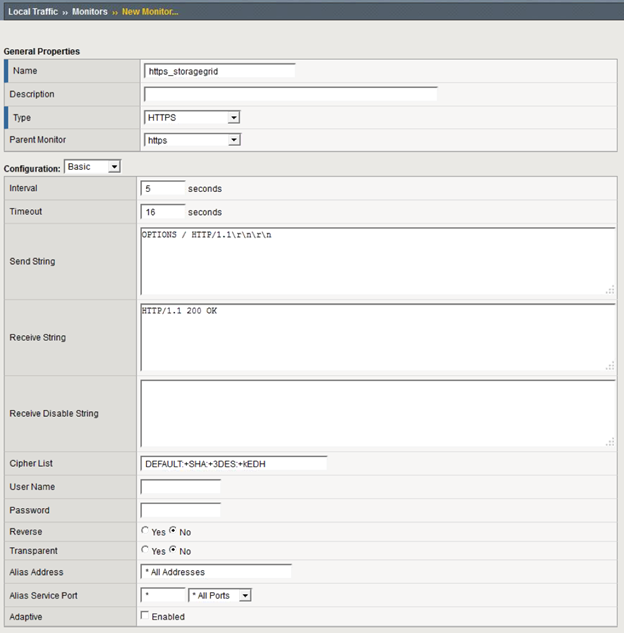 Local Traffic ›› Monitors ›› New Monitor...
General Properties
Name https_storagegrid
Description
Type HTTPS
Parent Monitor https
Configuration: Basic
Interval 5 seconds
Timeout 16 seconds
Send String OPTIONS / HTTP/1.1\r\n\r\n
Receive String HTTP/1.1 200 OK
Receive Disable String
Cipher List DEFAULT:+SHA:+3DES:+kEDH
User Name
Password
Reverse Yes No
Transparent Yes No
Alias Address * All Addresses
Alias Service Port * * All Ports
Adaptive Enabled